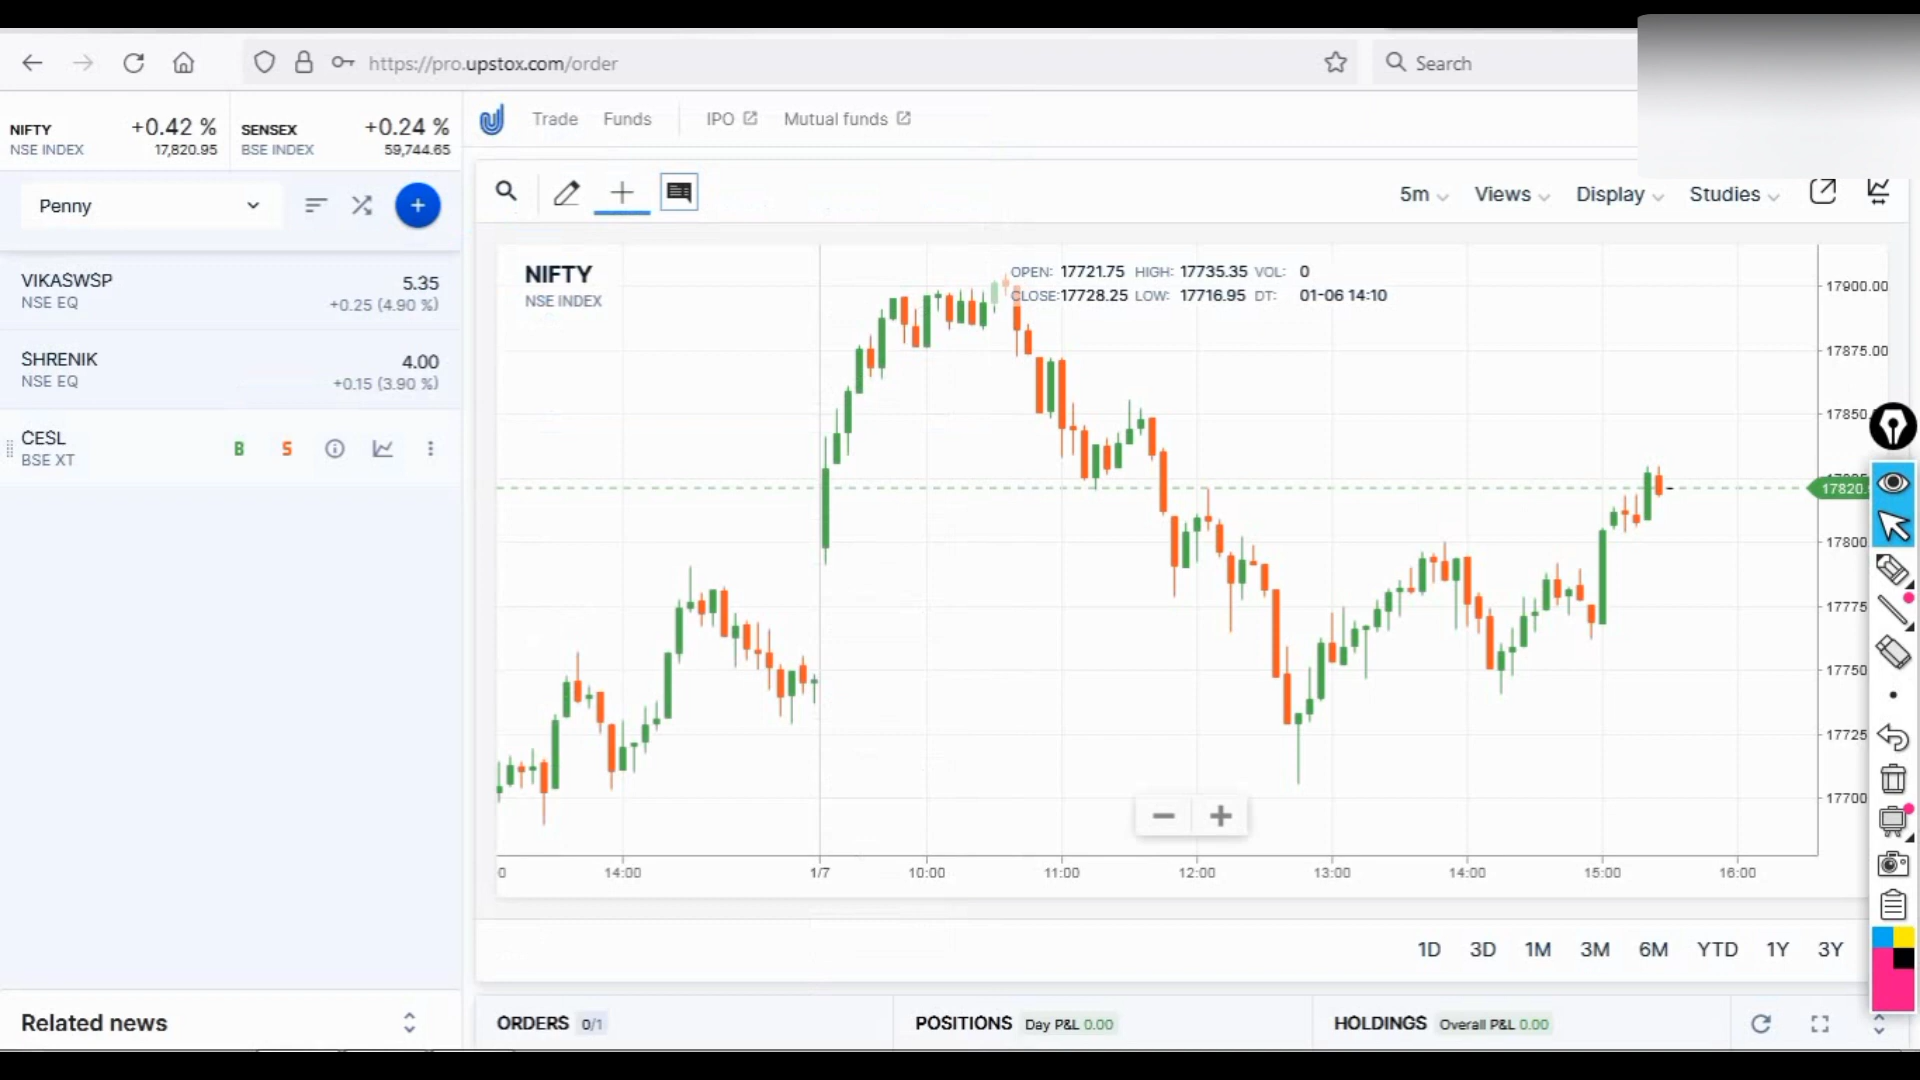 https://pro.upstox.com/order
Search
NIFTY +0.42 %
NSE INDEX 17,820.95
SENSEX +0.24 %
BSE INDEX 59,744.65
Trade Funds IPO Mutual funds
Penny
5m Views Display Studies
VIKASWSP 5.35
NSE EQ +0.25 (4.90 %)
SHRENIK 4.00
NSE EQ +0.15 (3.90 %)
CESL B S
BSE XT
NIFTY
NSE INDEX
OPEN: 17721.75 HIGH: 17735.35 VOL: 0
CLOSE:17728.25 LOW: 17716.95 DT: 01-06 14:10
17900.00
17875.00
17850.
17820.
17800
17775
17750
17725
17700
0 14:00 1/7 10:00 11:00 12:00 13:00 14:00 15:00 16:00
1D 3D 1M 3M 6M YTD 1Y 3Y
Related news
ORDERS 0/1
POSITIONS Day P&L 0.00
HOLDINGS Overall P&L 0.00